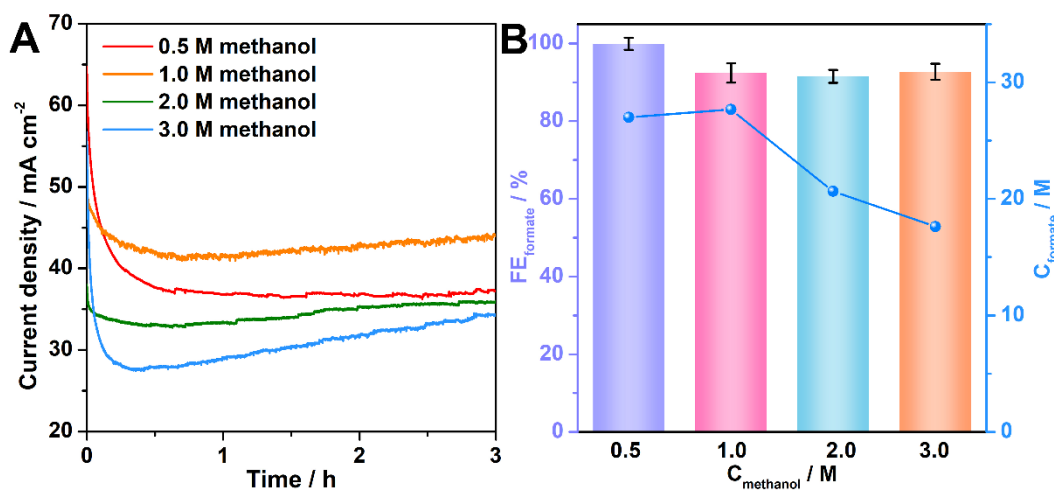 A
70
60
50
40
30
20
Current density / mA cm-2
0.5 M methanol
1.0 M methanol
2.0 M methanol
3.0 M methanol
0
1
2
3
Time / h
B
100
80
60
40
20
0
FEformate / %
30
20
10
0
Cformate / M
0.5
1.0
2.0
3.0
Cmethanol / M